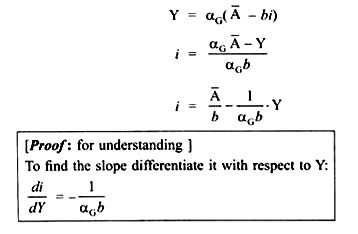 Y = α_G(Ā − bi)
i = (α_G Ā − Y) / (α_G b)
i = Ā/b − 1/(α_G b) · Y
[Proof: for understanding ]
To find the slope differentiate it with respect to Y:
di/dY = − 1/(α_G b)